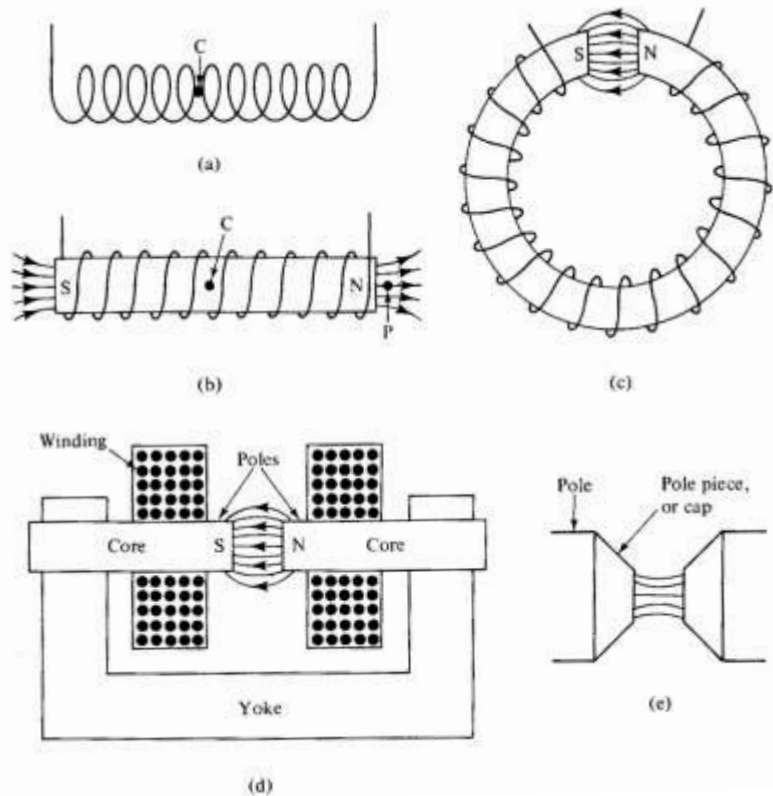 C
(a)
S
N
(c)
C
S
N
P
(b)
Winding
Poles
Core
S
N
Core
Yoke
(d)
Pole
Pole piece,
or cap
(e)